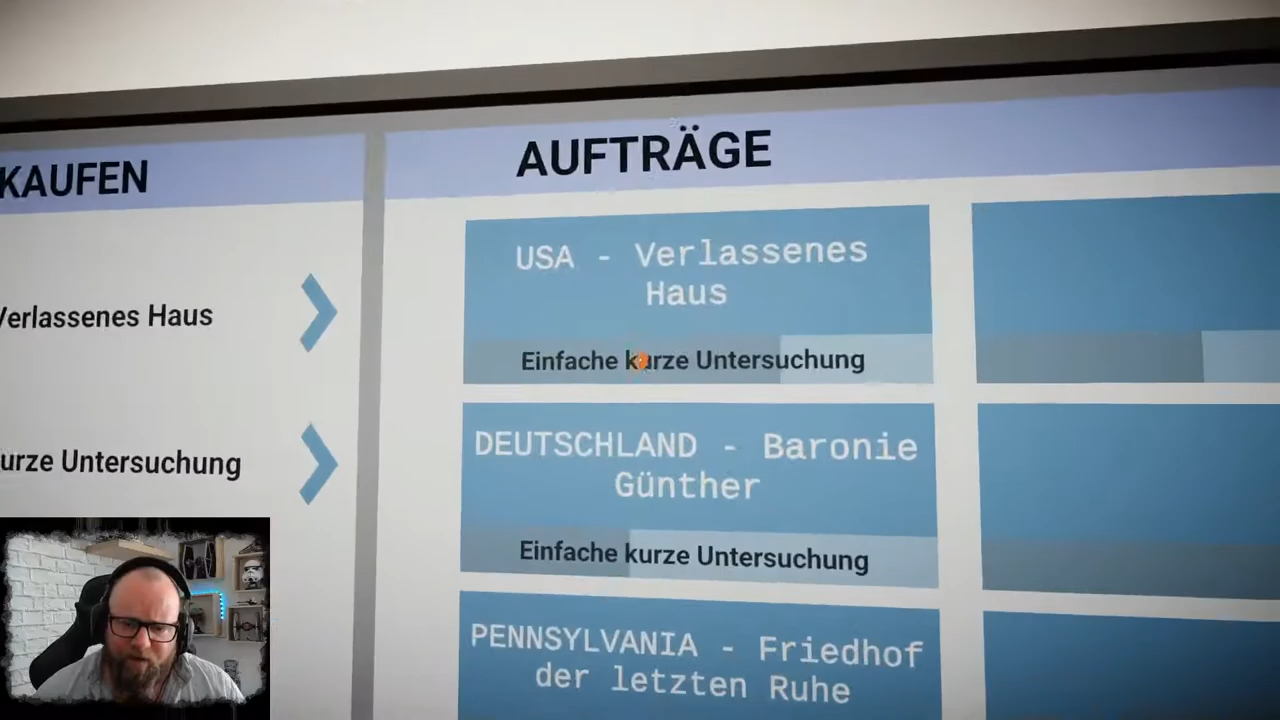 KAUFEN
Verlassenes Haus
urze Untersuchung
AUFTRÄGE
USA - Verlassenes
Haus
Einfache kurze Untersuchung
DEUTSCHLAND - Baronie
Günther
Einfache kurze Untersuchung
PENNSYLVANIA - Friedhof
der letzten Ruhe